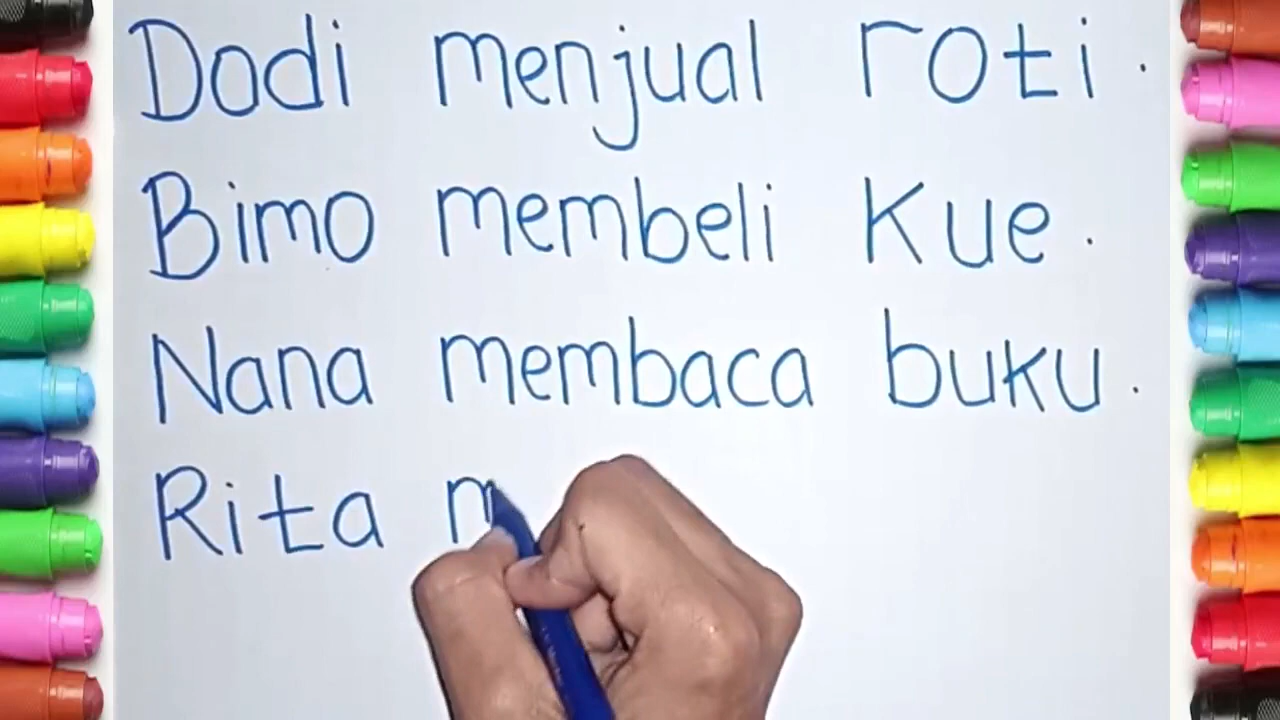 Dodi menjual roti.
Bimo membeli kue.
Nana membaca buku.
Rita m